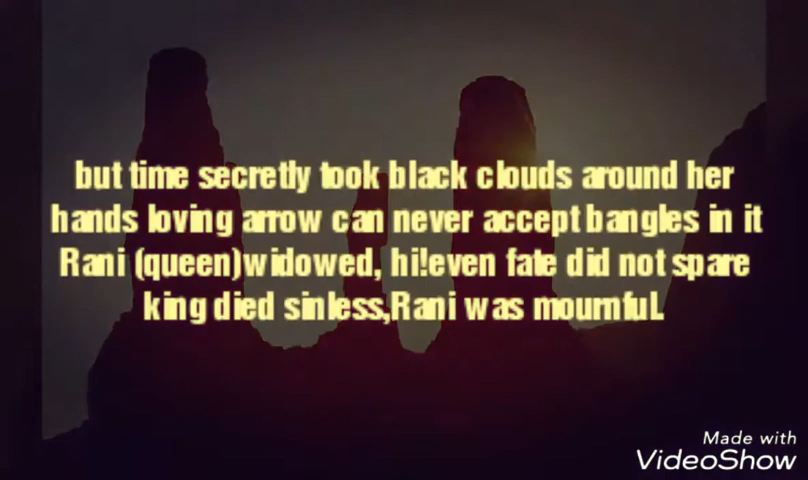 but time secretly took black clouds around her
hands loving arrow can never accept bangles in it
Rani (queen)widowed, hi!even fate did not spare
king died sinless,Rani was mournful.
Made with
VideoShow